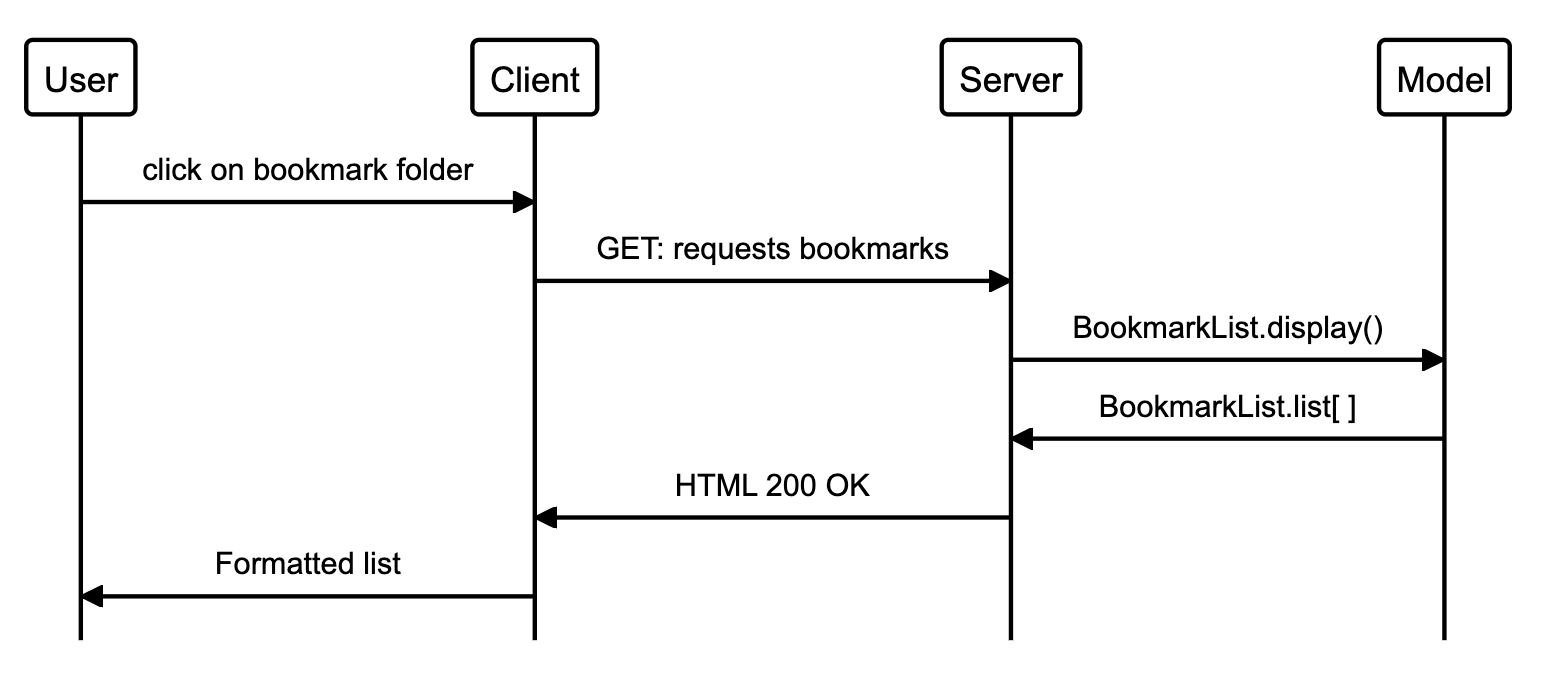 User
Client
Server
Model
click on bookmark folder
GET: requests bookmarks
BookmarkList.display()
BookmarkList.list[ ]
HTML 200 OK
Formatted list